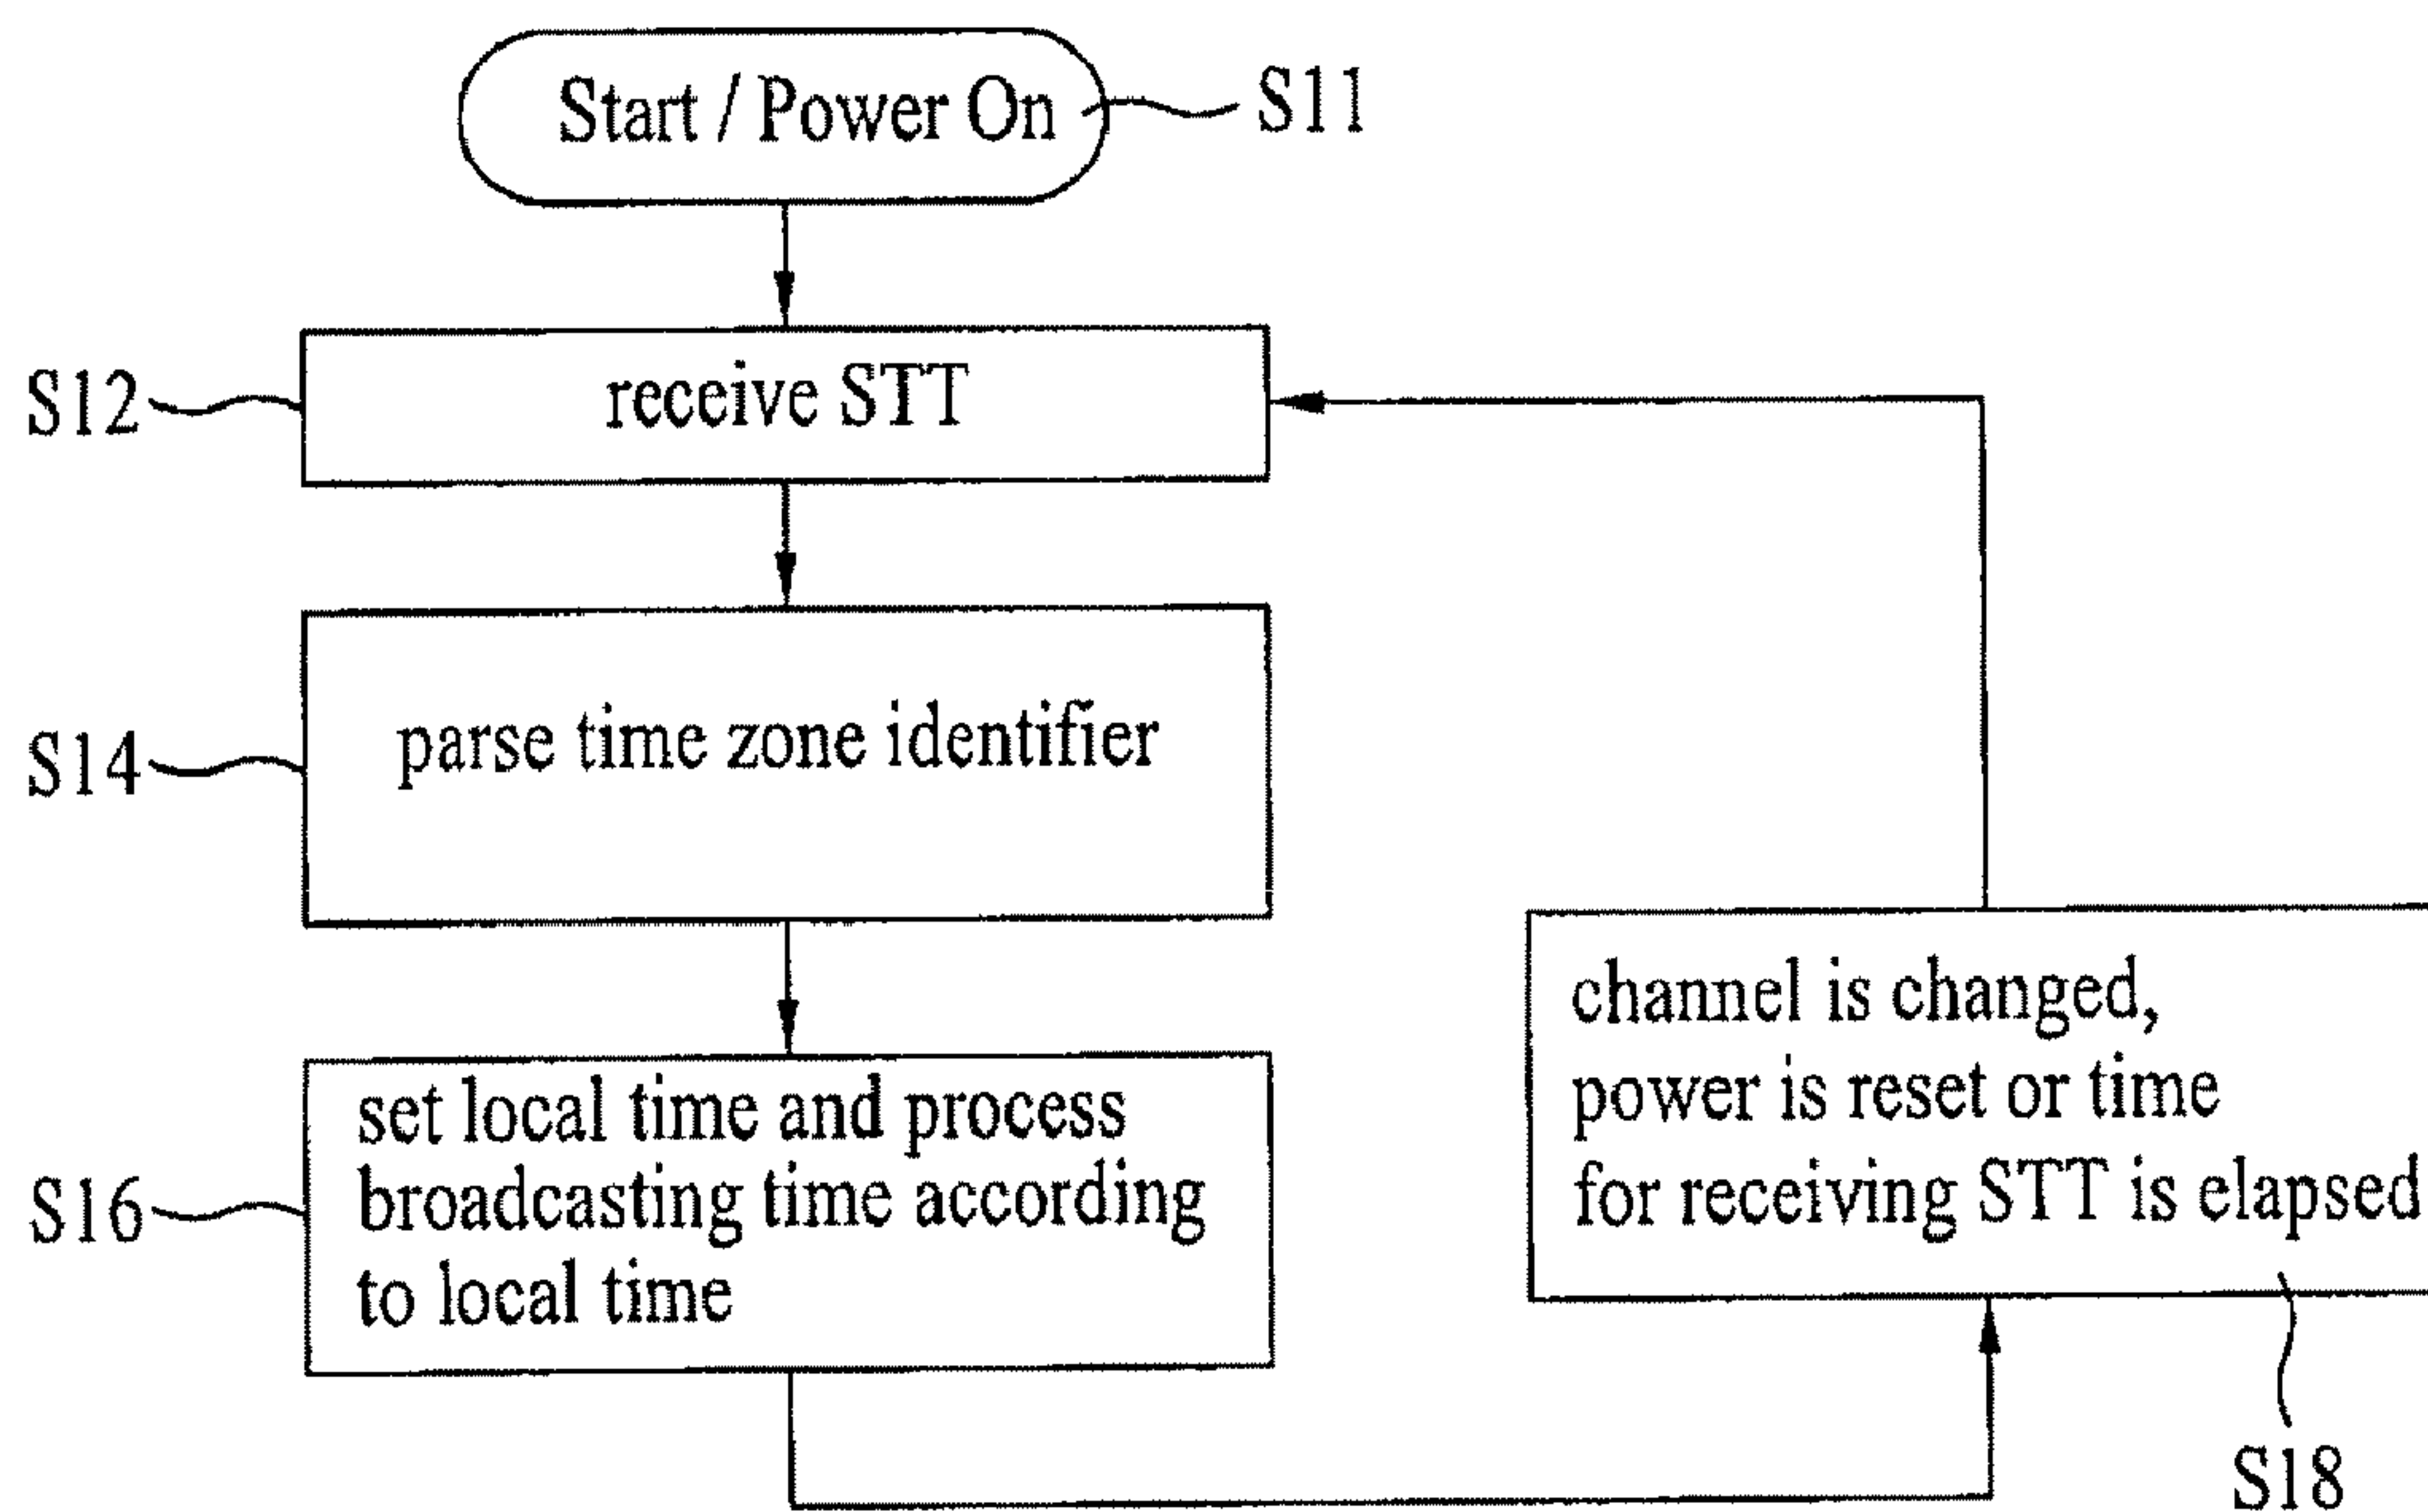 Start / Power On
S11
S12
receive STT
S14
parse time zone identifier
S16
set local time and process
broadcasting time according
to local time
channel is changed,
power is reset or time
for receiving STT is elapsed
S18